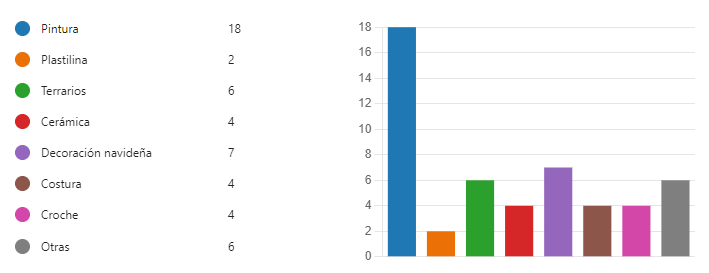 Pintura 18
Plastilina 2
Terrarios 6
Cerámica 4
Decoración navideña 7
Costura 4
Croche 4
Otras 6
18
16
14
12
10
8
6
4
2
0